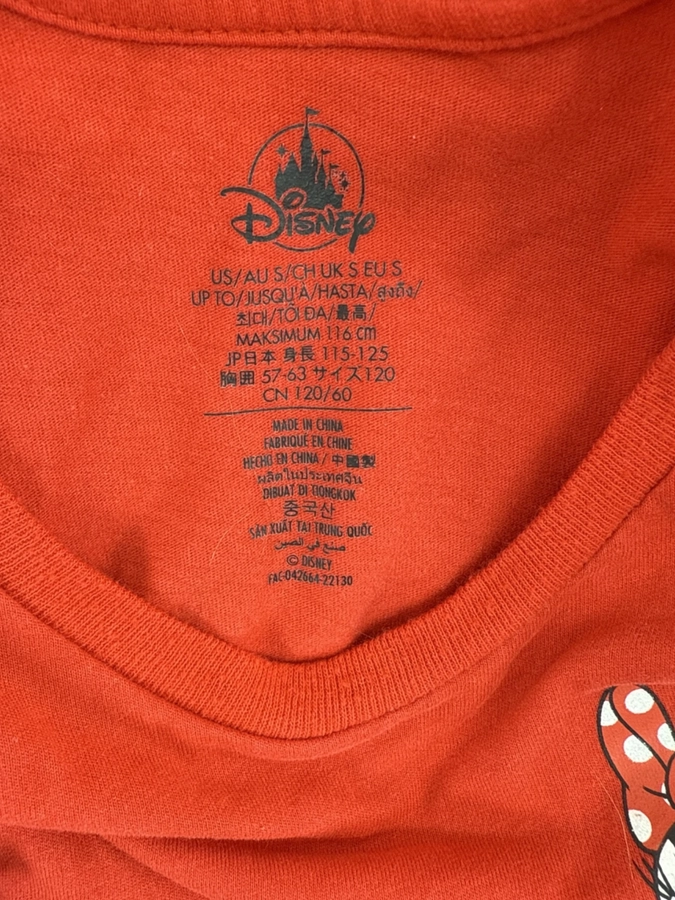 DISNEY
US/AU S/CH UK S EU S
UP TO/JUSQU'A/HASTA/สูงถึง/
최대/TỐI ĐA/最高/
MAKSIMUM 116 cm
JP日本 身長 115-125
胸囲 57-63 サイズ120
CN 120/60
MADE IN CHINA
FABRIQUÉ EN CHINE
HECHO EN CHINA / 中國製
ผลิตในประเทศจีน
DIBUAT DI TIONGKOK
중국산
SẢN XUẤT TẠI TRUNG QUỐC
صنع في الصين
© DISNEY
FAC-042664-22130